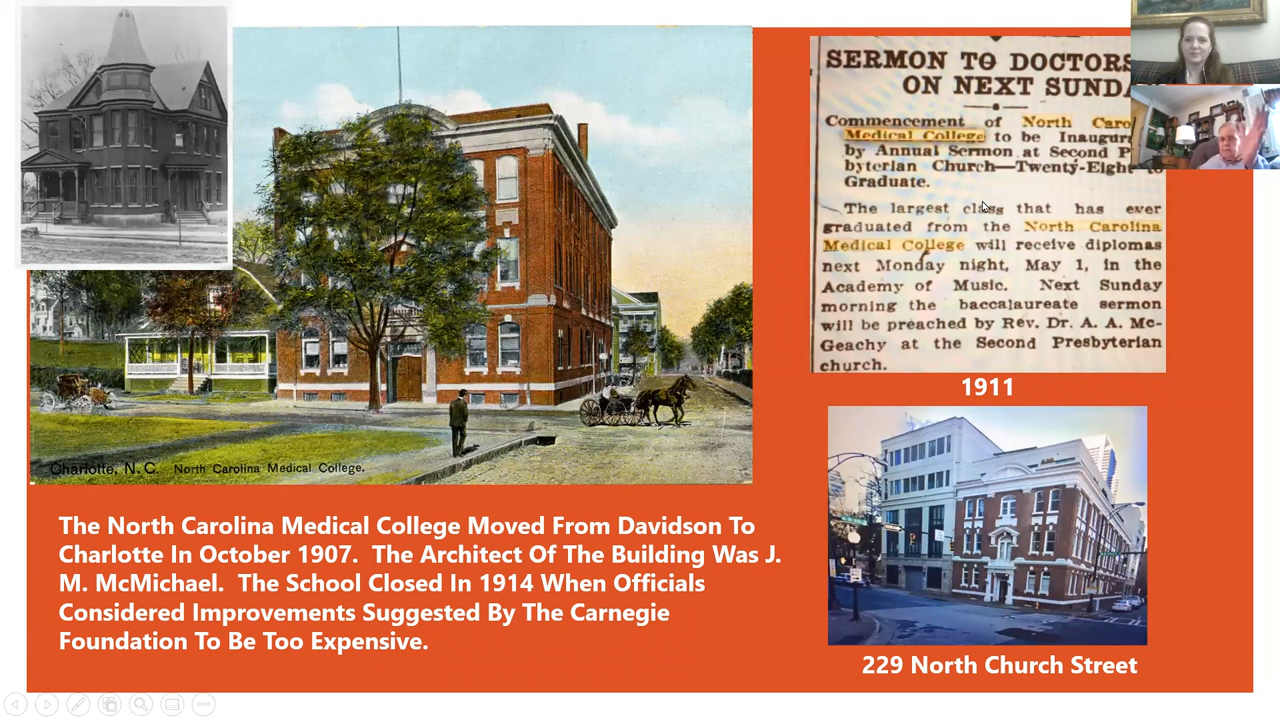 Charlotte, N.C. North Carolina Medical College.
SERMON TO DOCTORS
ON NEXT
Commencement of North
Medical College to be
by Annual Sermon at Second
byterian Church—Twenty-Eight to
Graduate.
The largest class that has ever
graduated from the North Carolina
Medical College will receive diplomas
next Monday night, May 1, in the
Academy of Music. Next Sunday
morning the baccalaureate sermon
will be preached by Rev. Dr. A. A. Mc-
Geachy at the Second Presbyterian
church.
1911
The North Carolina Medical College Moved From Davidson To
Charlotte In October 1907. The Architect Of The Building Was J.
M. McMichael. The School Closed In 1914 When Officials
Considered Improvements Suggested By The Carnegie
Foundation To Be Too Expensive.
229 North Church Street